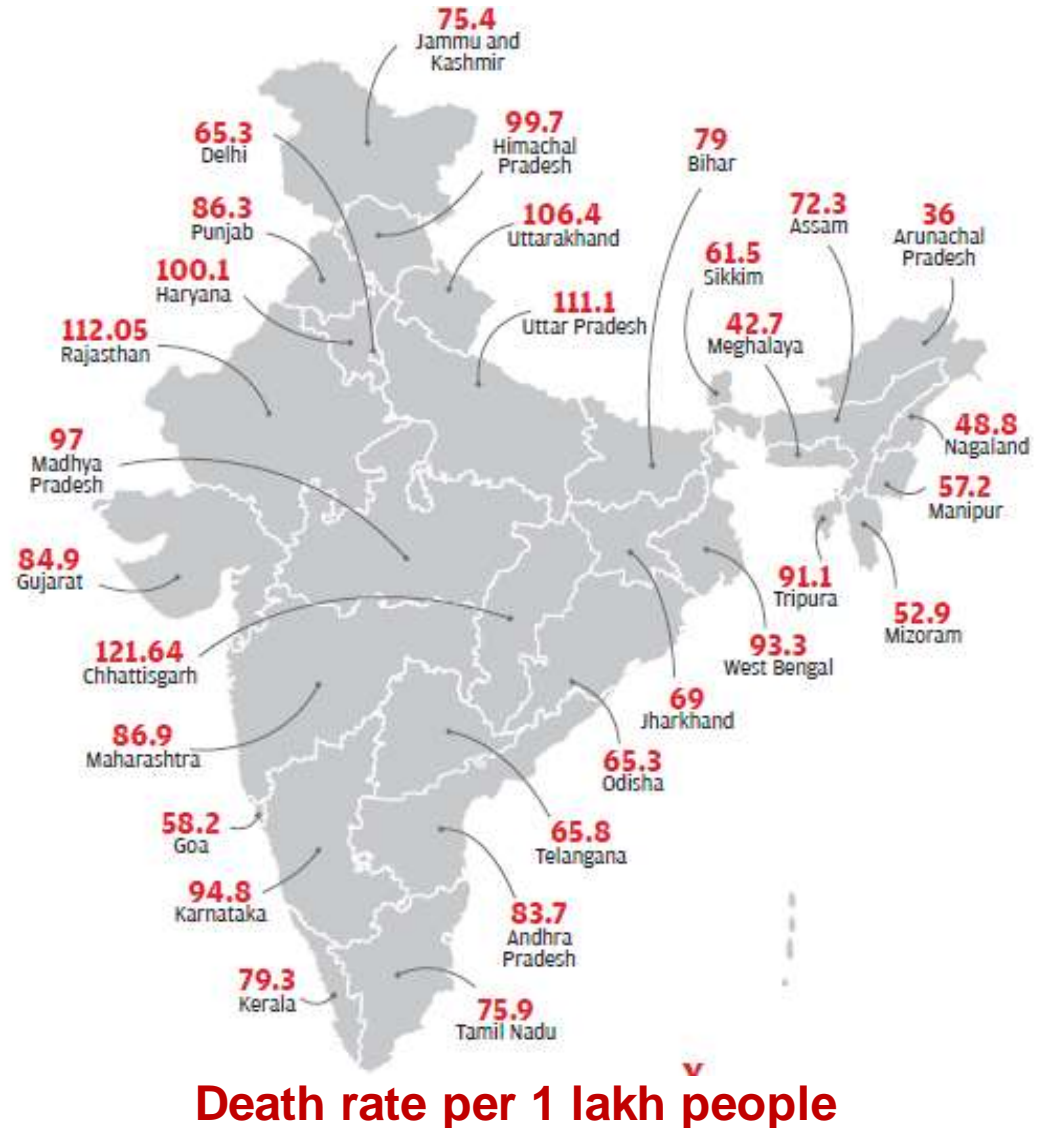 75.4
Jammu and
Kashmir
65.3
Delhi
99.7
Himachal
Pradesh
79
Bihar
86.3
Punjab
106.4
Uttarakhand
72.3
Assam
36
Arunachal
Pradesh
61.5
Sikkim
100.1
Haryana
111.1
Uttar Pradesh
42.7
Meghalaya
112.05
Rajasthan
48.8
Nagaland
97
Madhya
Pradesh
57.2
Manipur
84.9
Gujarat
91.1
Tripura
52.9
Mizoram
121.64
Chhattisgarh
93.3
West Bengal
69
Jharkhand
86.9
Maharashtra
65.3
Odisha
58.2
Goa
65.8
Telangana
94.8
Karnataka
83.7
Andhra
Pradesh
79.3
Kerala
75.9
Tamil Nadu
Death rate per 1 lakh people